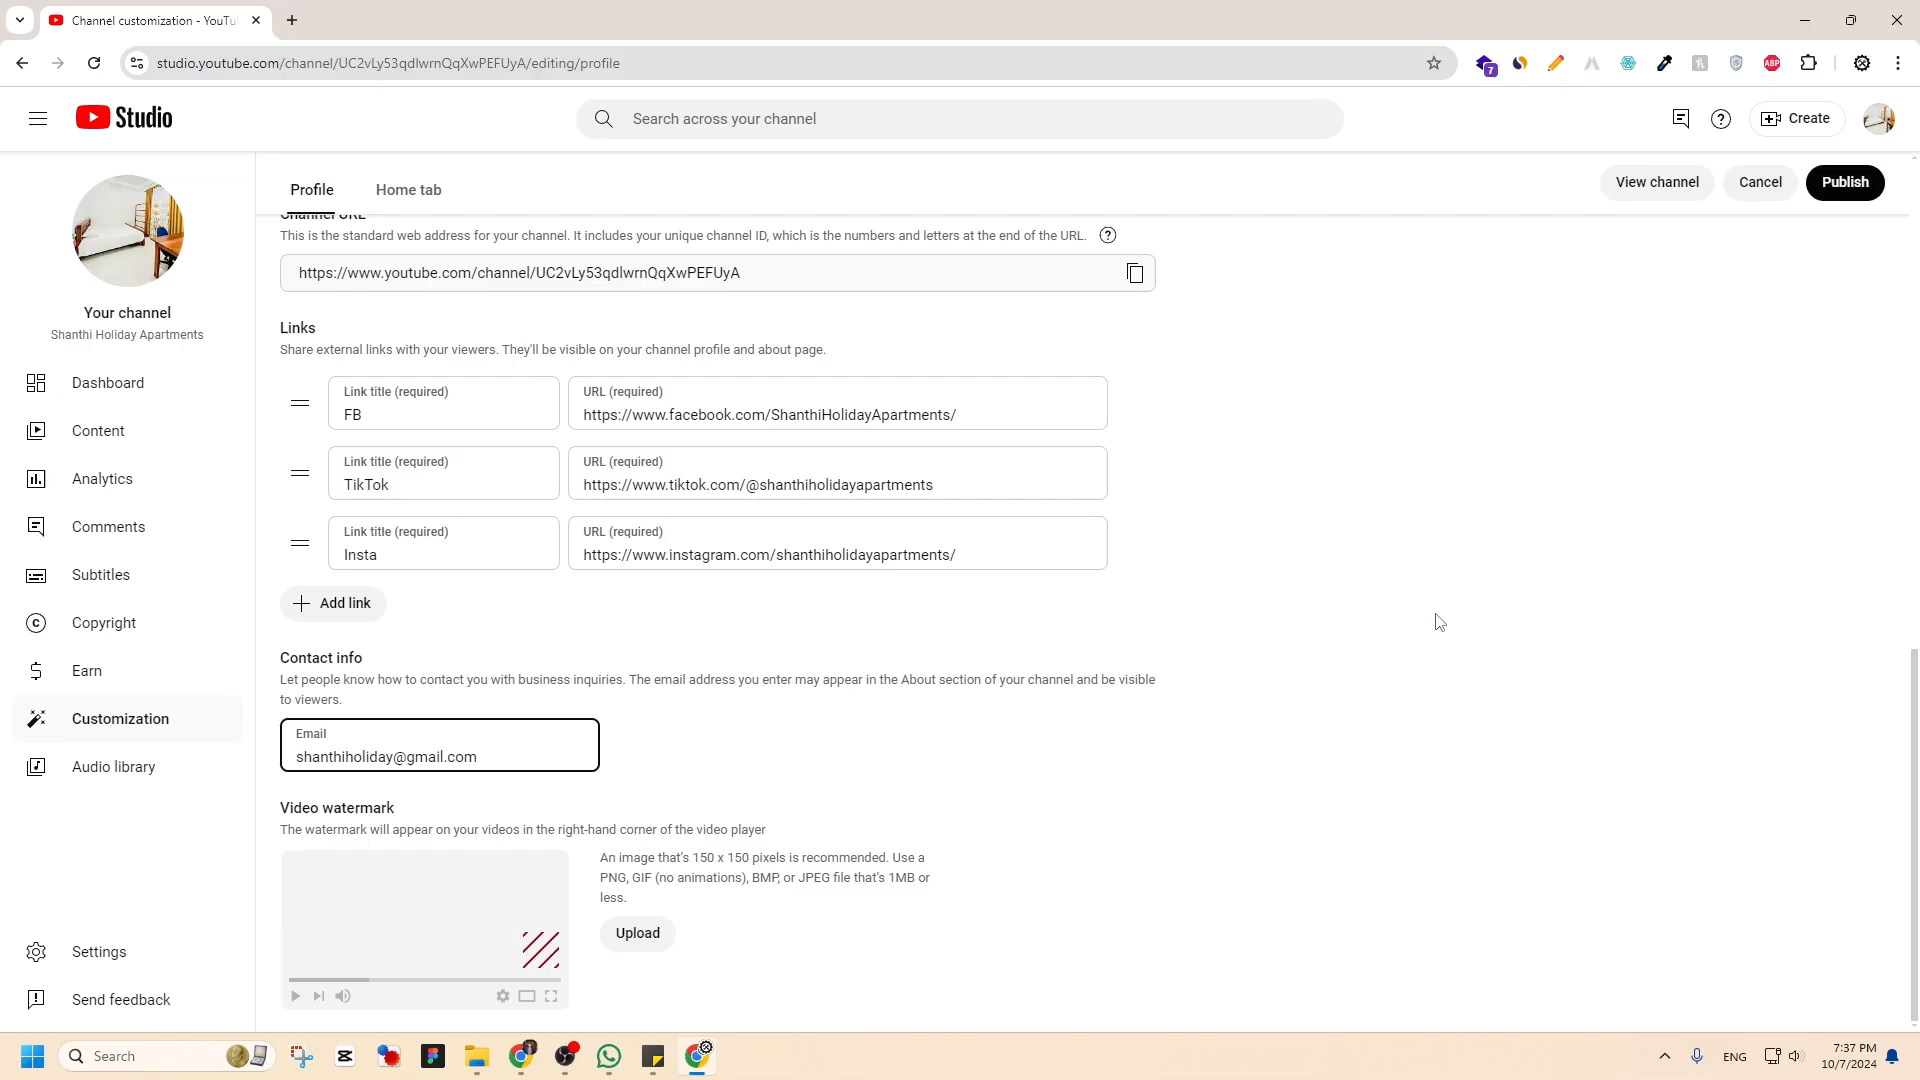 Channel customization - YouTu
studio.youtube.com/channel/UC2vLy53qdlwrnQqXwPEFUyA/editing/profile
7
ABP
Studio
Search across your channel
Create
Profile
Home tab
View channel
Cancel
Publish
Your channel
Shanthi Holiday Apartments
Dashboard
Content
Analytics
Comments
Subtitles
Copyright
Earn
Customization
Audio library
Settings
Send feedback
Channel URL
This is the standard web address for your channel. It includes your unique channel ID, which is the numbers and letters at the end of the URL.
https://www.youtube.com/channel/UC2vLy53qdlwrnQqXwPEFUyA
Links
Share external links with your viewers. They'll be visible on your channel profile and about page.
Link title (required)
FB
URL (required)
https://www.facebook.com/ShanthiHolidayApartments/
Link title (required)
TikTok
URL (required)
https://www.tiktok.com/@shanthiholidayapartments
Link title (required)
Insta
URL (required)
https://www.instagram.com/shanthiholidayapartments/
Add link
Contact info
Let people know how to contact you with business inquiries. The email address you enter may appear in the About section of your channel and be visible
to viewers.
Email
shanthiholiday@gmail.com
Video watermark
The watermark will appear on your videos in the right-hand corner of the video player
An image that's 150 x 150 pixels is recommended. Use a
PNG, GIF (no animations), BMP, or JPEG file that's 1MB or
less.
Upload
Search
ENG
7:37 PM
10/7/2024